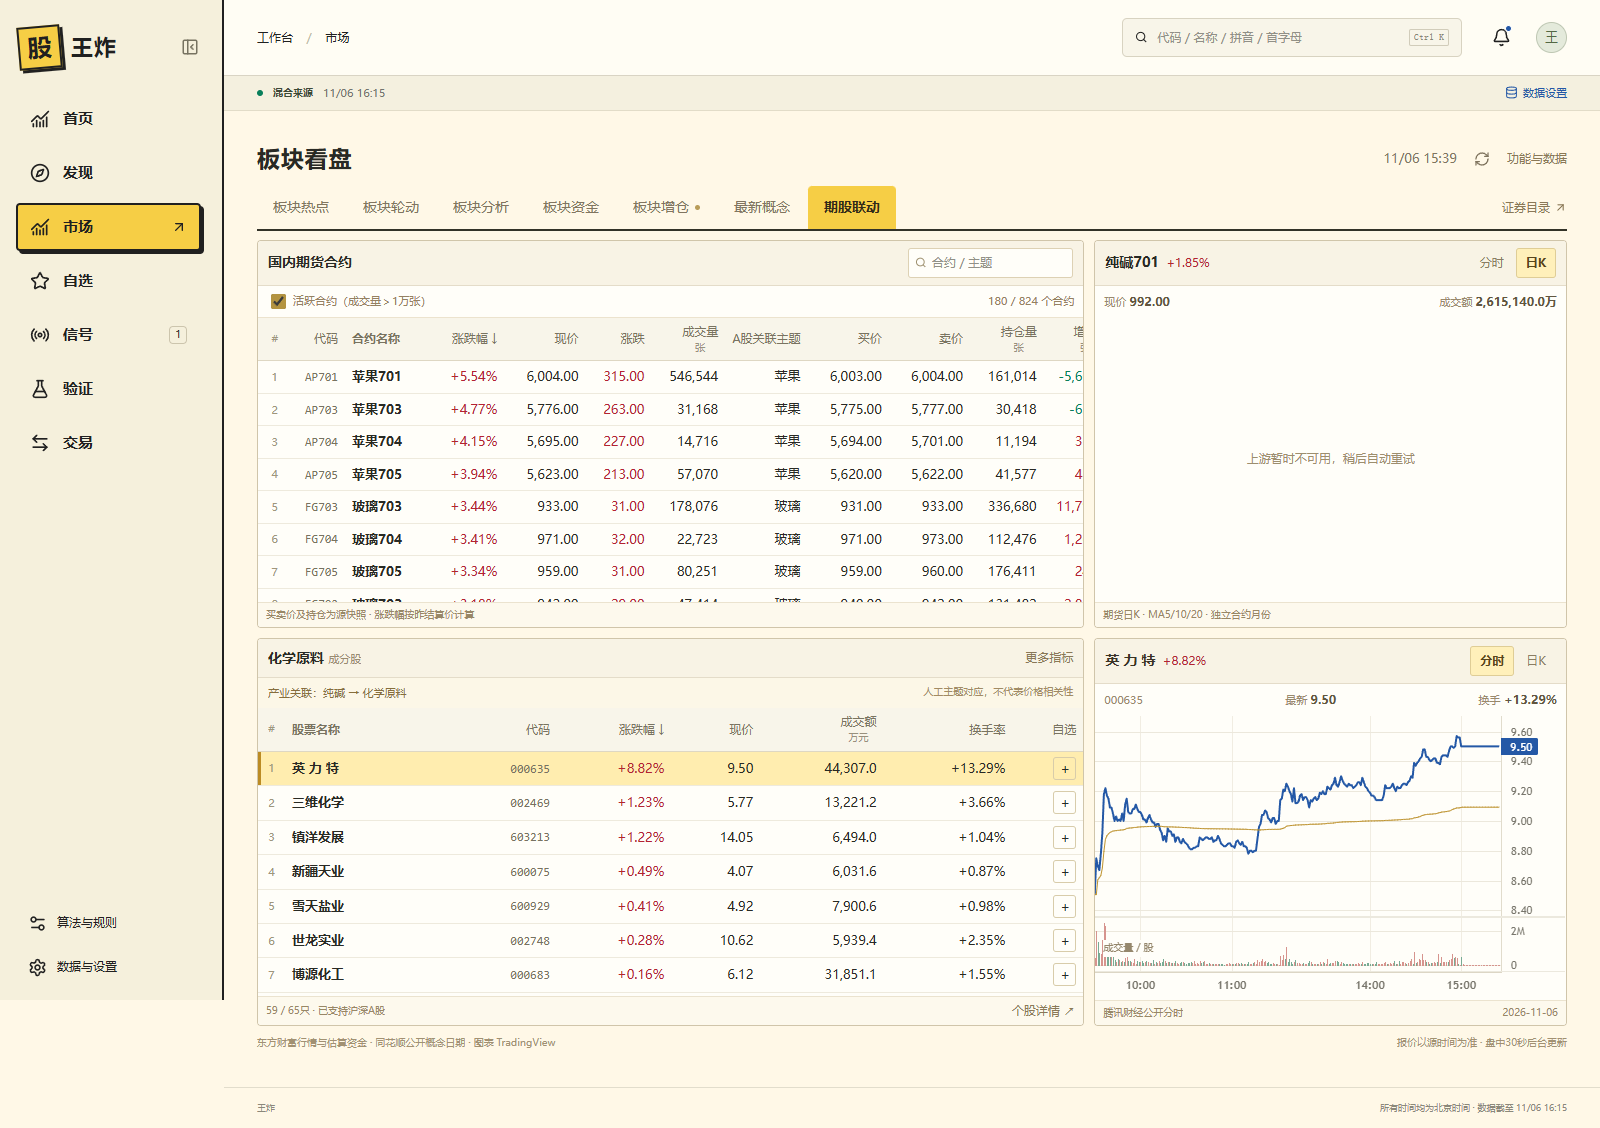 股 王炸
首页
发现
市场
自选
信号 1
验证
交易
算法与规则
数据与设置
工作台 / 市场
代码 / 名称 / 拼音 / 首字母 Ctrl K
王
混合来源 11/06 16:15
数据设置
板块看盘
11/06 15:39 功能与数据
板块热点 板块轮动 板块分析 板块资金 板块增仓 最新概念 期股联动
证券目录
国内期货合约
合约 / 主题
活跃合约（成交量 > 1万张） 180 / 824 个合约
# 代码 合约名称 涨跌幅↓ 现价 涨跌 成交量 张 A股关联主题 买价 卖价 持仓量 张
1 AP701 苹果701 +5.54% 6,004.00 315.00 546,544 苹果 6,003.00 6,004.00 161,014 -5,6
2 AP703 苹果703 +4.77% 5,776.00 263.00 31,168 苹果 5,775.00 5,777.00 30,418 -6
3 AP704 苹果704 +4.15% 5,695.00 227.00 14,716 苹果 5,694.00 5,701.00 11,194 3
4 AP705 苹果705 +3.94% 5,623.00 213.00 57,070 苹果 5,620.00 5,622.00 41,577 4
5 FG703 玻璃703 +3.44% 933.00 31.00 178,076 玻璃 931.00 933.00 336,680 11,7
6 FG704 玻璃704 +3.41% 971.00 32.00 22,723 玻璃 971.00 973.00 112,476 1,2
7 FG705 玻璃705 +3.34% 959.00 31.00 80,251 玻璃 959.00 960.00 176,411 2
买卖价及持仓为源快照 · 涨跌幅按昨结算价计算
纯碱701 +1.85%
分时 日K
现价 992.00 成交额 2,615,140.0万
上游暂时不可用，稍后自动重试
期货日K · MA5/10/20 · 独立合约月份
化学原料 成分股 更多指标
产业关联：纯碱 → 化学原料 人工主题对应，不代表价格相关性
# 股票名称 代码 涨跌幅↓ 现价 成交额 万元 换手率 自选
1 英 力 特 000635 +8.82% 9.50 44,307.0 +13.29% +
2 三维化学 002469 +1.23% 5.77 13,221.2 +3.66% +
3 镇洋发展 603213 +1.22% 14.05 6,494.0 +1.04% +
4 新疆天业 600075 +0.49% 4.07 6,031.6 +0.87% +
5 雪天盐业 600929 +0.41% 4.92 7,900.6 +0.98% +
6 世龙实业 002748 +0.28% 10.62 5,939.4 +2.35% +
7 博源化工 000683 +0.16% 6.12 31,851.1 +1.55% +
59 / 65只 · 已支持沪深A股 个股详情 ↗
英 力 特 +8.82%
分时 日K
000635 最新 9.50 换手 +13.29%
9.60
9.50
9.40
9.20
9.00
8.80
8.60
8.40
2M
成交量 / 股
0
10:00 11:00 14:00 15:00
腾讯财经公开分时 2026-11-06
东方财富行情与估算资金 · 同花顺公开概念日期 · 图表 TradingView
报价以源时间为准 · 盘中30秒后台更新
王炸
所有时间均为北京时间 · 数据截至 11/06 16:15